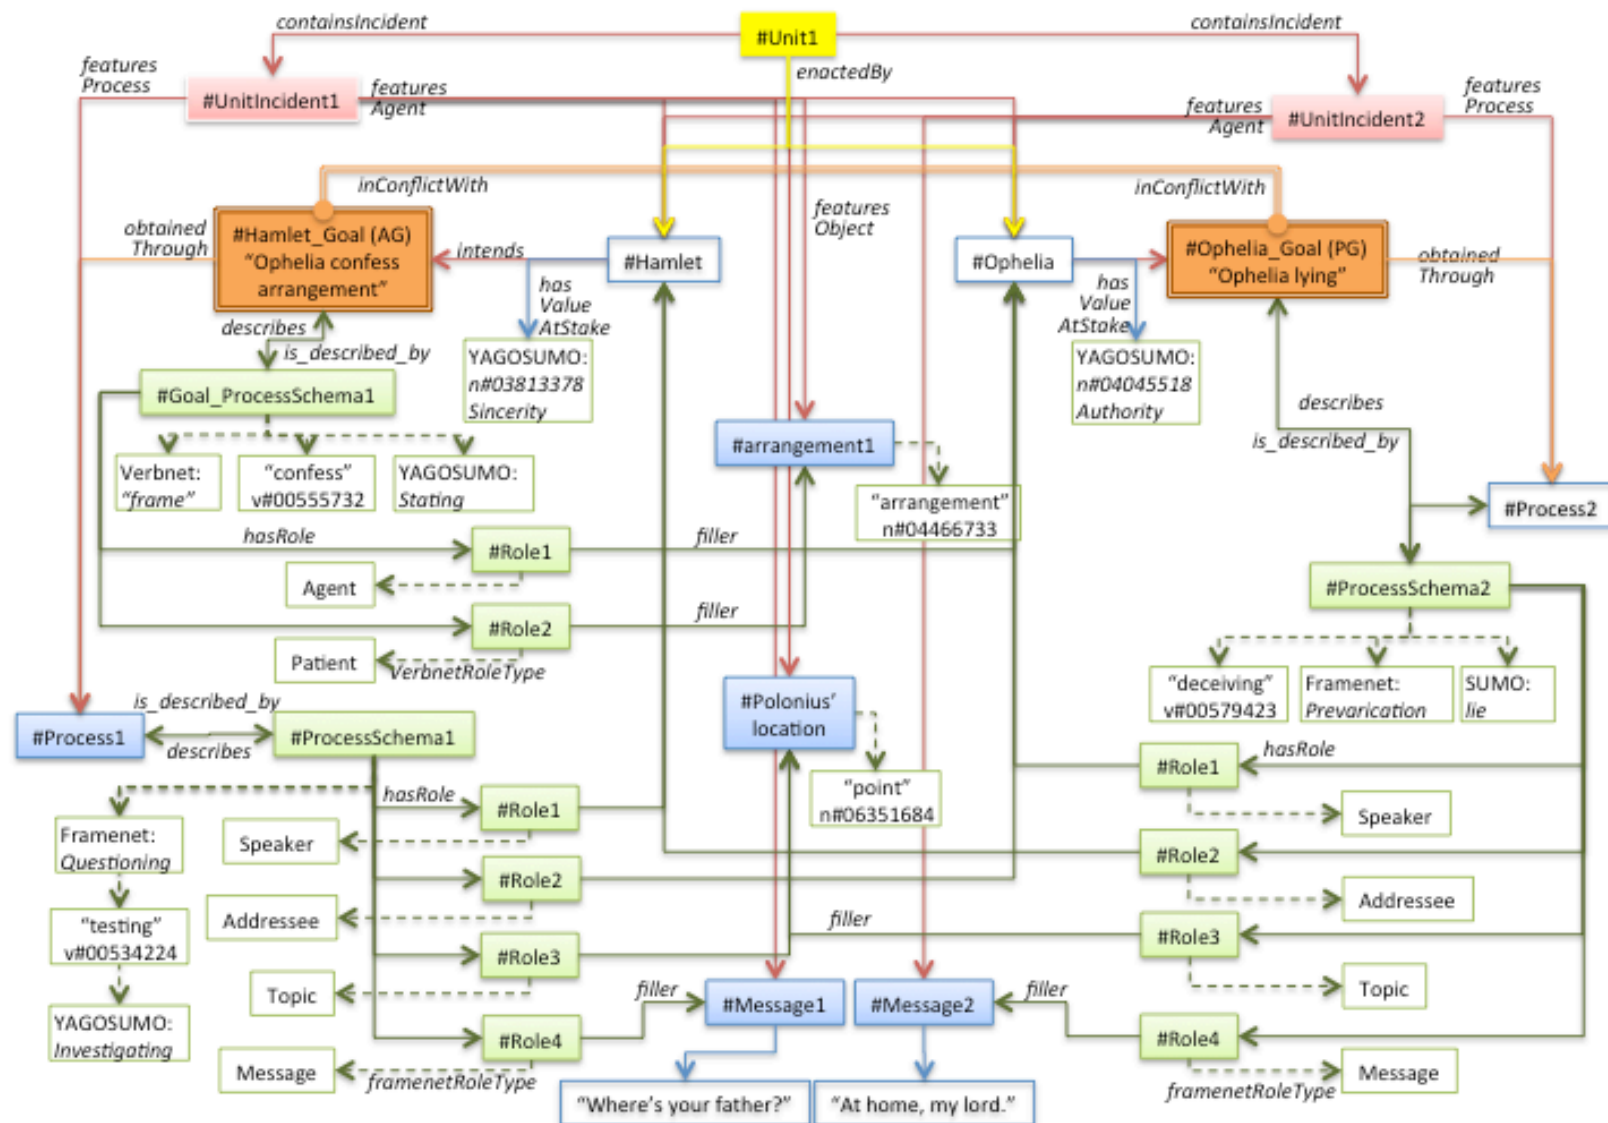 containsIncident
#Unit1
containsIncident
features
Process
#UnitIncident1
features
Agent
enactedBy
features
Agent
#UnitIncident2
features
Process
inConflictWith
inConflictWith
obtained
Through
#Hamlet_Goal (AG)
"Ophelia confess
arrangement"
intends
#Hamlet
features
Object
#Ophelia
#Ophelia_Goal (PG)
"Ophelia lying"
obtained
Through
has
Value
AtStake
has
Value
AtStake
describes
is_described_by
YAGOSUMO:
n#03813378
Sincerity
YAGOSUMO:
n#04045518
Authority
#Goal_ProcessSchema1
describes
is_described_by
#arrangement1
Verbnet:
"frame"
"confess"
v#00555732
YAGOSUMO:
Stating
"arrangement"
n#04466733
#Process2
hasRole
#Role1
filler
Agent
#ProcessSchema2
#Role2
filler
Patient
VerbnetRoleType
"deceiving"
v#00579423
Framenet:
Prevarication
SUMO:
lie
is_described_by
#Process1
describes
#ProcessSchema1
#Polonius'
location
hasRole
#Role1
"point"
n#06351684
#Role1
hasRole
Framenet:
Questioning
Speaker
Speaker
#Role2
#Role2
"testing"
v#00534224
Addressee
Addressee
#Role3
filler
#Role3
Topic
Topic
YAGOSUMO:
Investigating
#Role4
filler
#Message1
#Message2
filler
#Role4
Message
framenetRoleType
framenetRoleType
Message
"Where's your father?"
"At home, my lord."